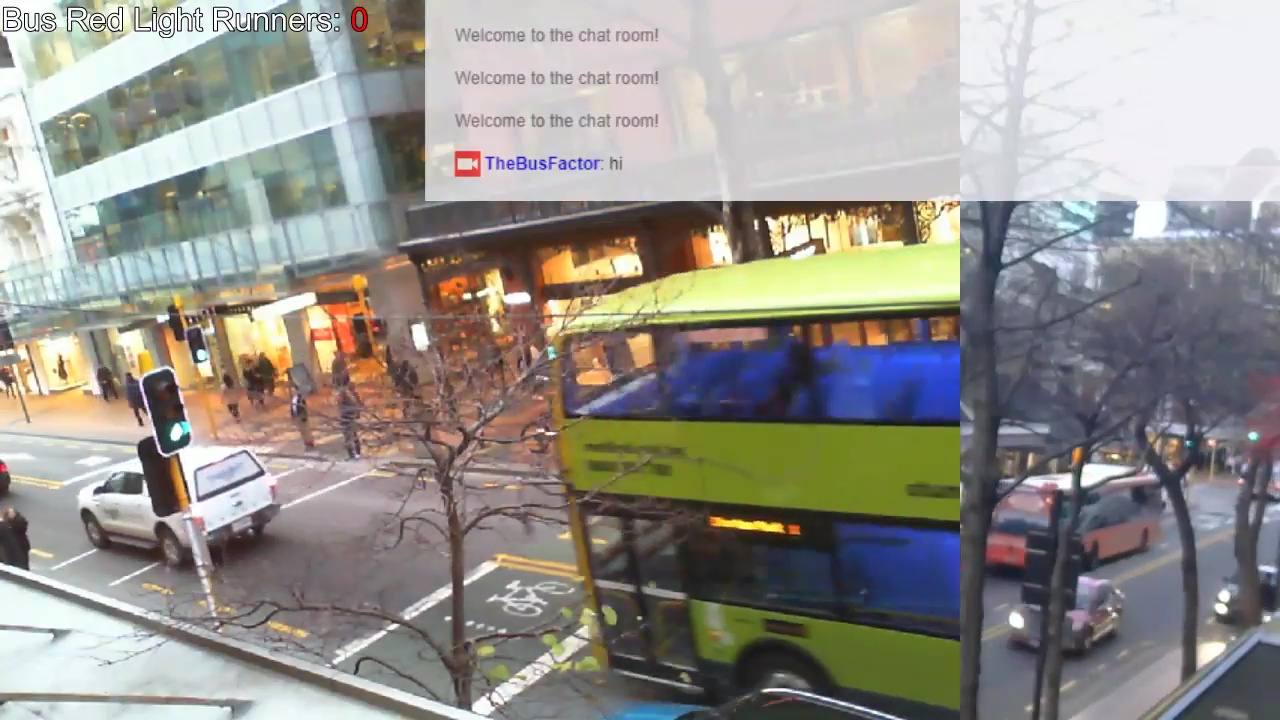 Bus Red Light Runners: 0
Welcome to the chat room!
Welcome to the chat room!
Welcome to the chat room!
TheBusFactor: hi